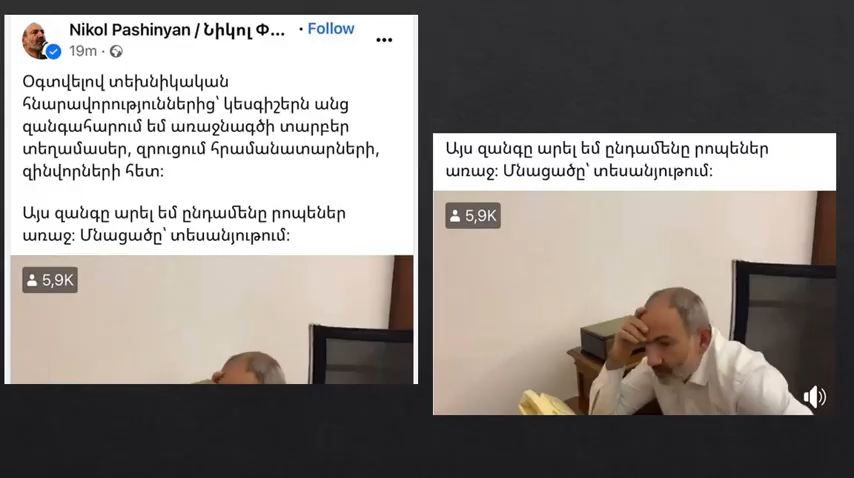 Nikol Pashinyan / Նիկոլ Փ... · Follow
19m ·
Օգտվելով տեխնիկական
հնարավորություններից՝ կեսգիշերն անց
զանգահարում եմ առաջնագծի տարբեր
տեղամասեր, զրուցում հրամանատարների,
զինվորների հետ:
Այս զանգը արել եմ ընդամենը րոպեներ
առաջ: Մնացածը՝ տեսանյութում:
5,9K
Այս զանգը արել եմ ընդամենը րոպեներ
առաջ: Մնացածը՝ տեսանյութում:
5,9K